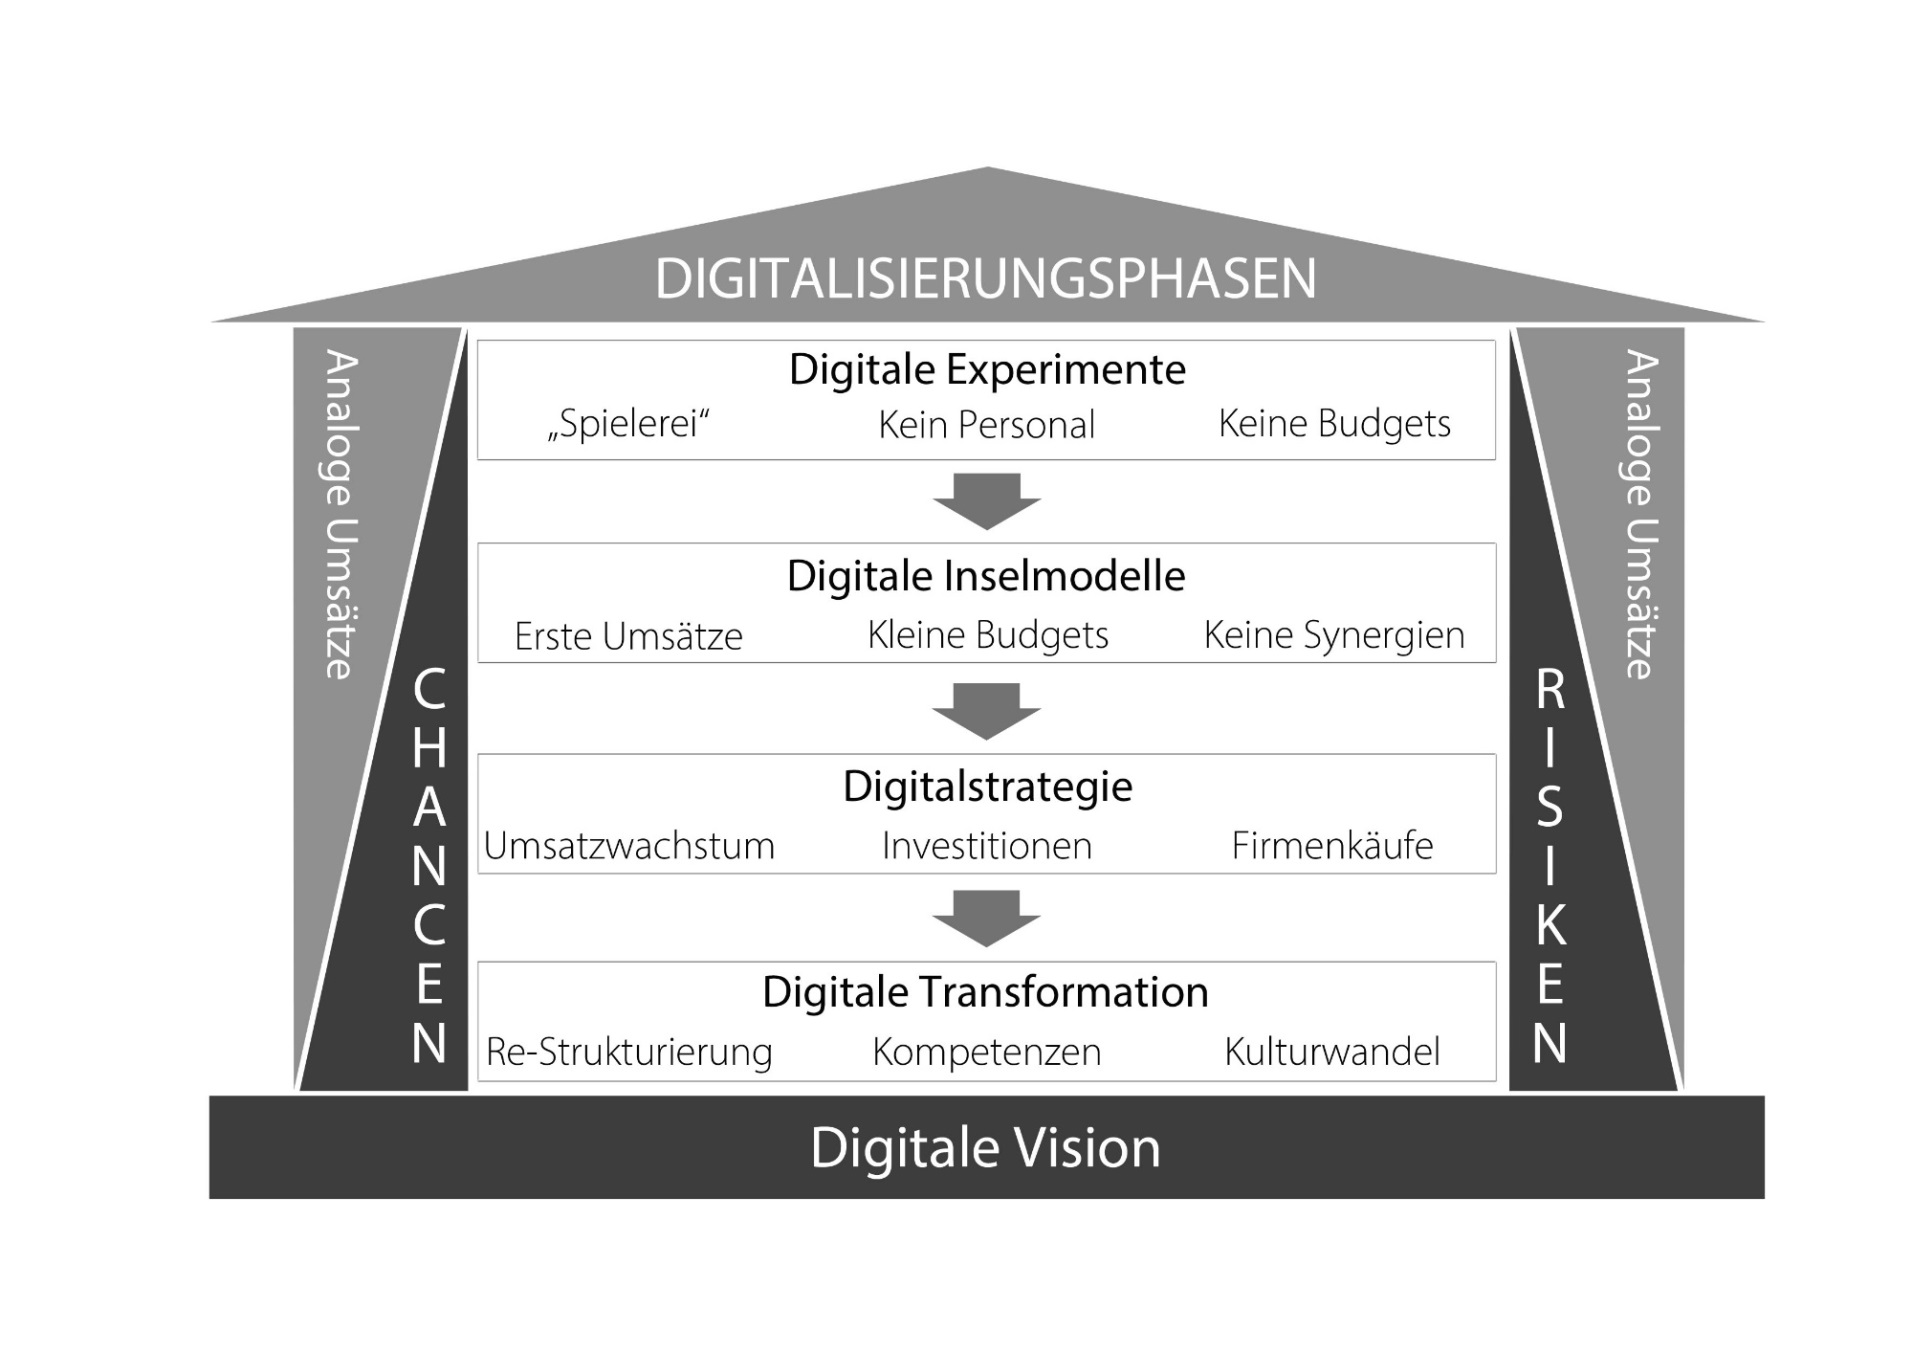 DIGITALISIERUNGSPHASEN
Analoge Umsätze
CHANCEN
Digitale Experimente
„Spielerei“ Kein Personal Keine Budgets
Digitale Inselmodelle
Erste Umsätze Kleine Budgets Keine Synergien
Digitalstrategie
Umsatzwachstum Investitionen Firmenkäufe
Digitale Transformation
Re-Strukturierung Kompetenzen Kulturwandel
RISIKEN
Analoge Umsätze
Digitale Vision